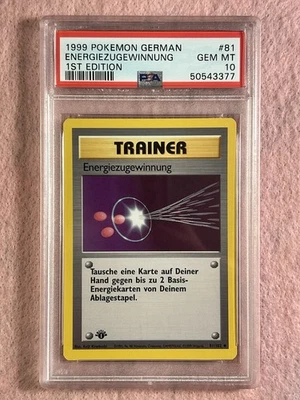 1999 POKEMON GERMAN #81
ENERGIEZUGEWINNUNG GEM MT
1ST EDITION 10
PSA 50543377
TRAINER
Energiezugewinnung
Tausche eine Karte auf Deiner
Hand gegen bis zu 2 Basis-
Energiekarten von Deinem
Ablagestapel.